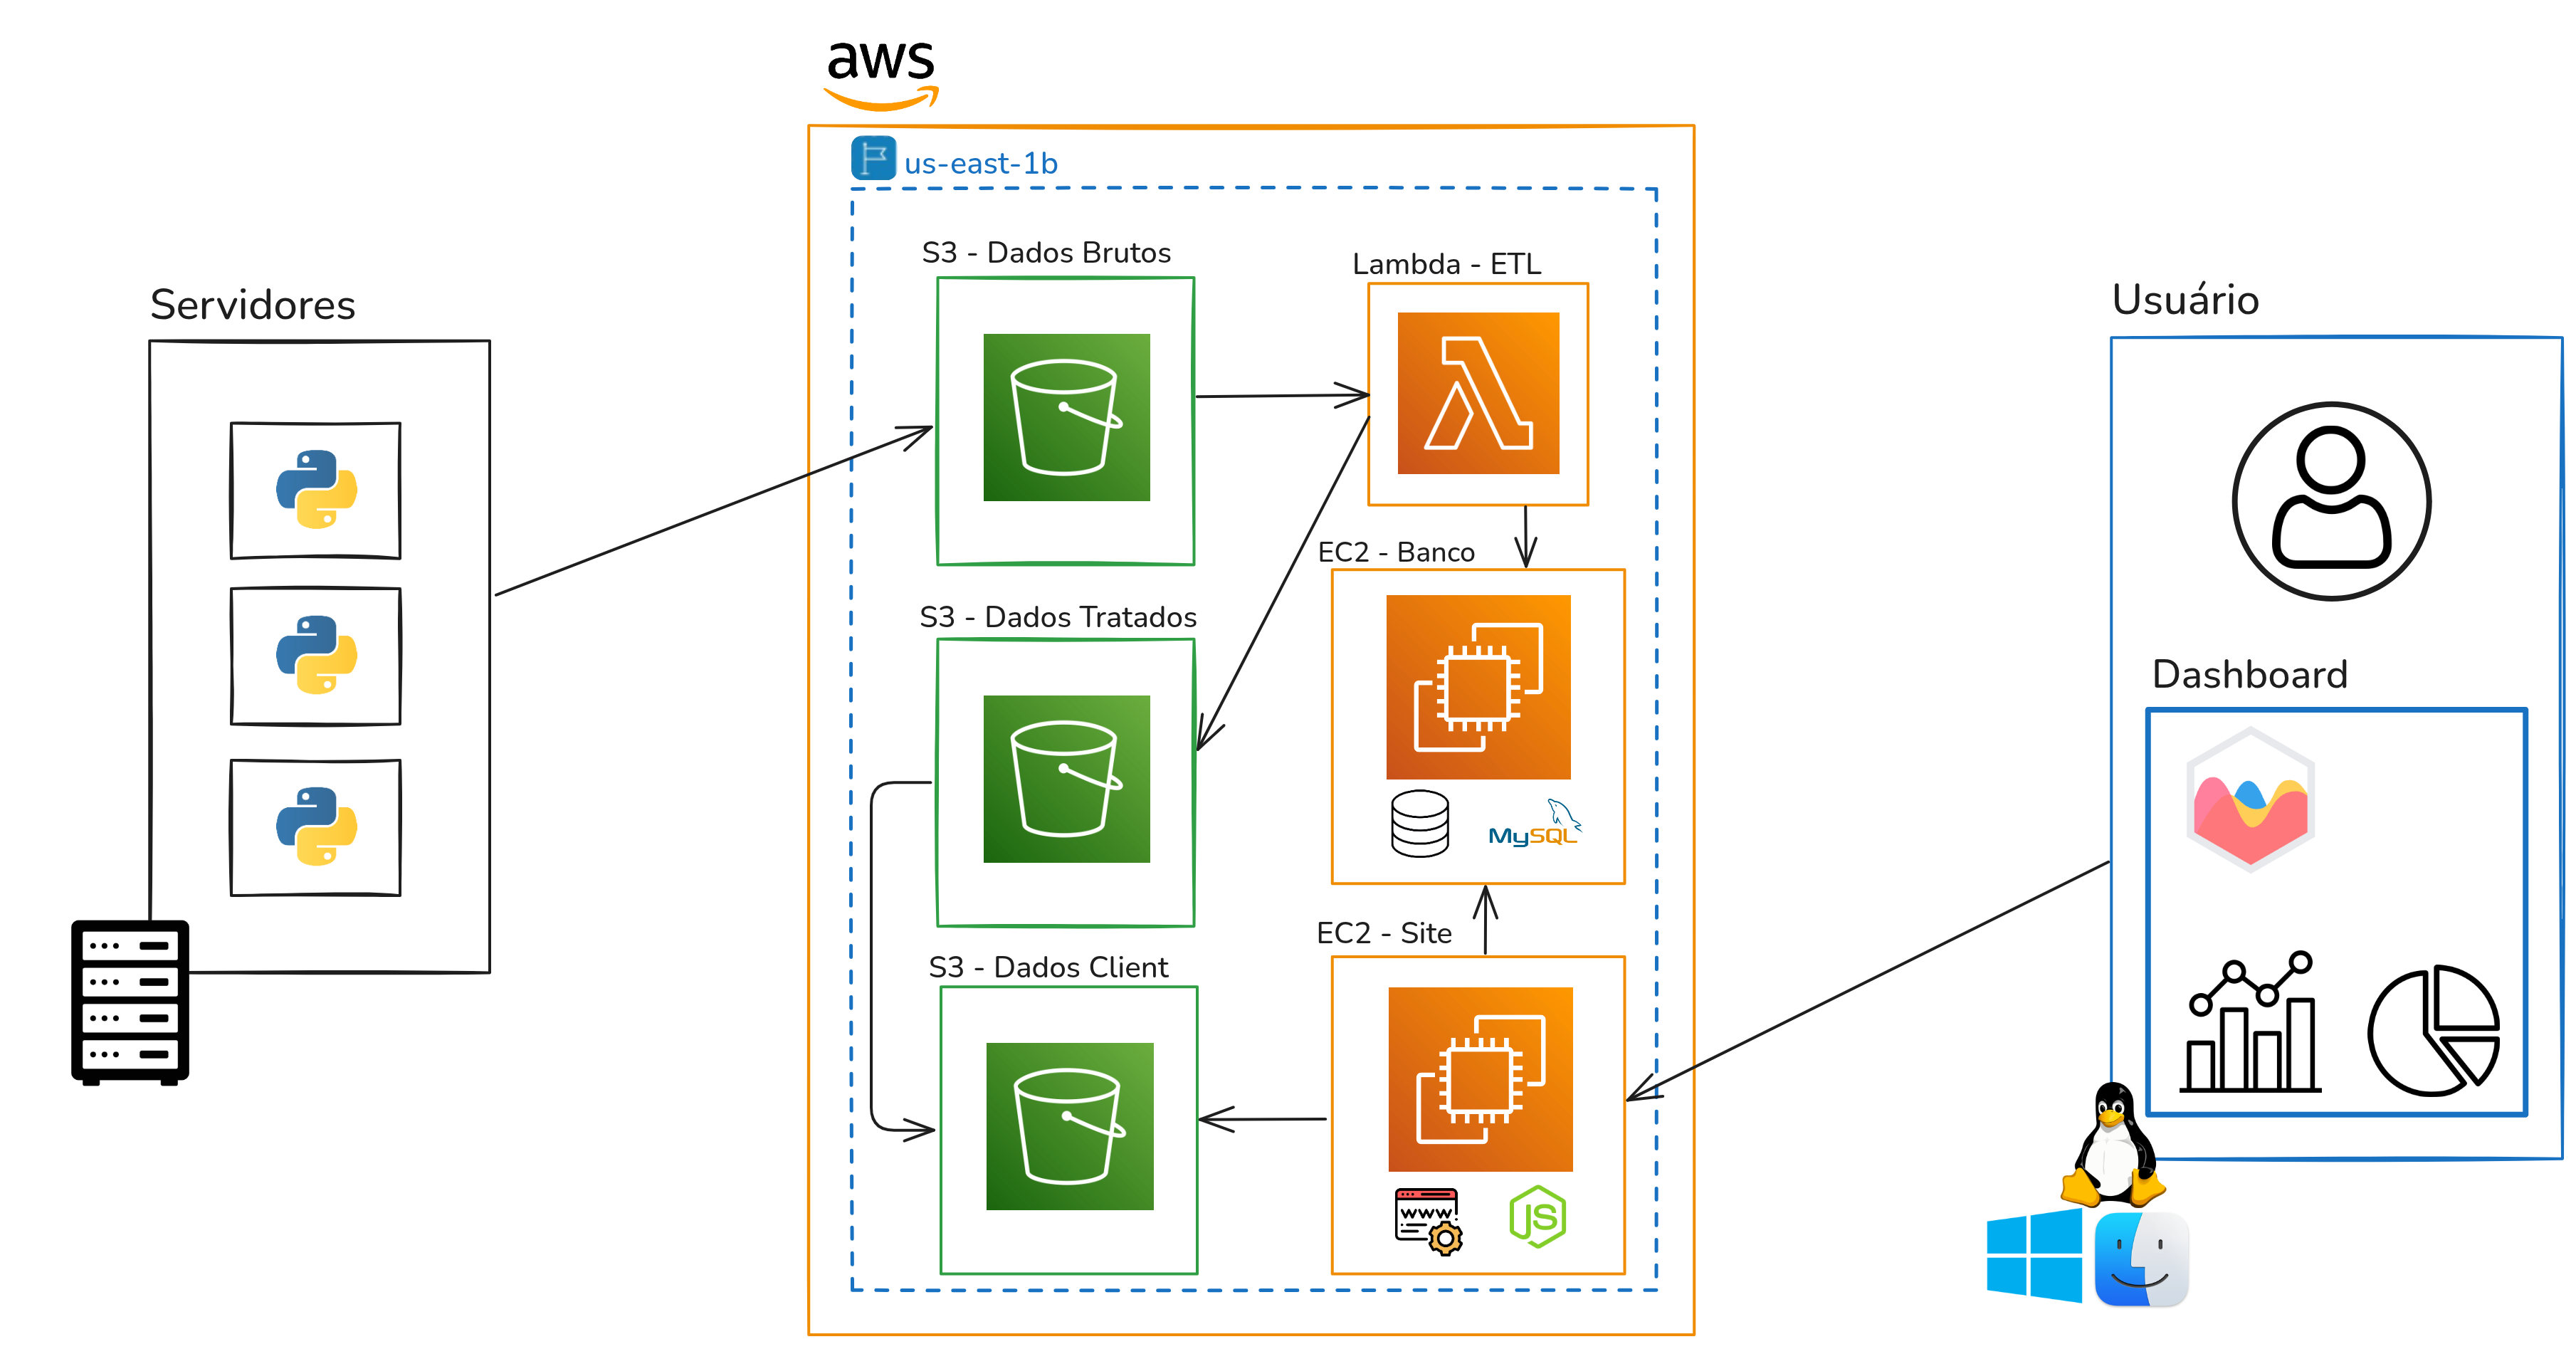 aws
us-east-1b
S3 - Dados Brutos
Lambda - ETL
Servidores
Usuário
EC2 - Banco
S3 - Dados Tratados
Dashboard
MySQL
EC2 - Site
S3 - Dados Client
www
JS